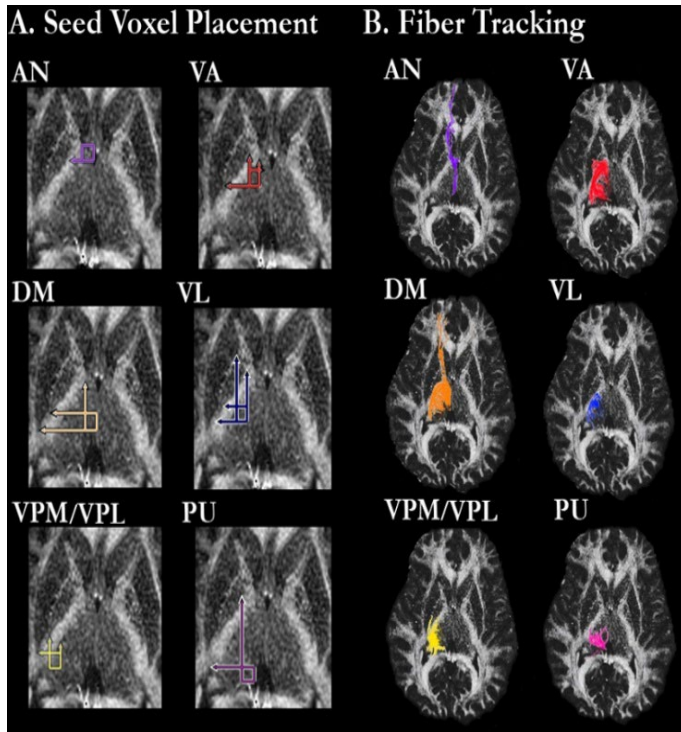 A. Seed Voxel Placement B. Fiber Tracking
AN VA AN VA
DM VL DM VL
VPM/VPL PU VPM/VPL PU